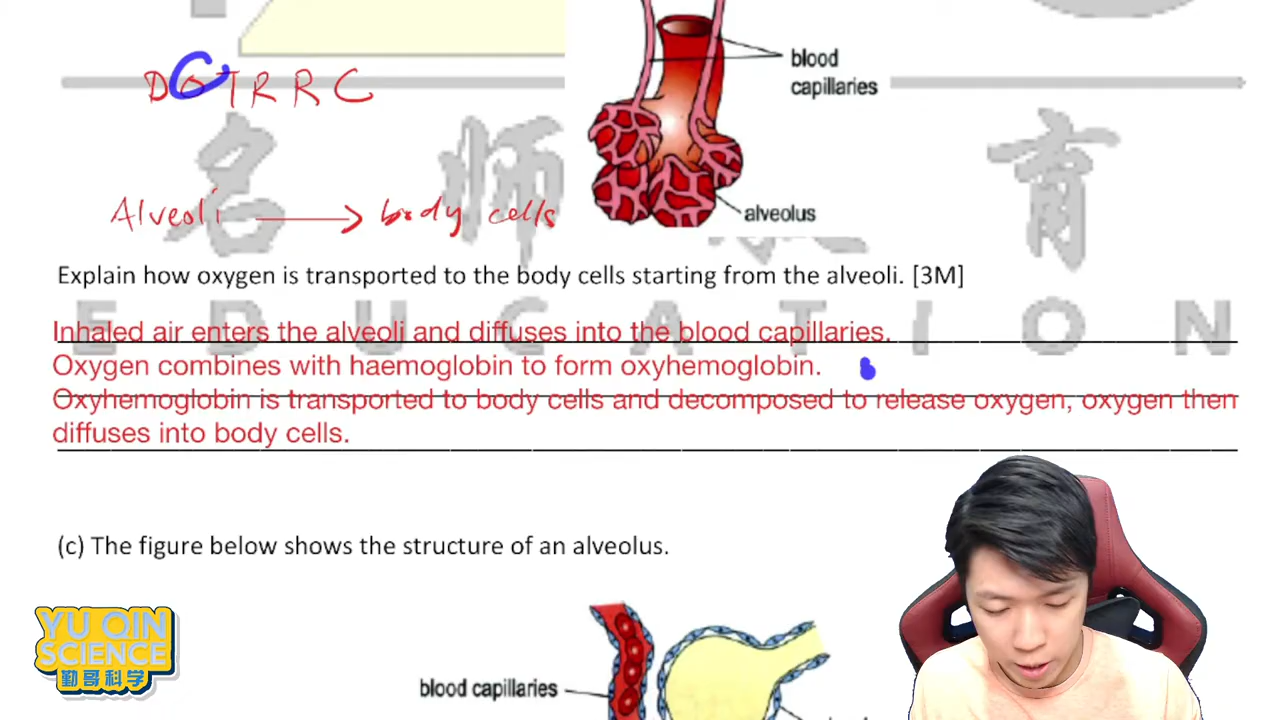 blood
capillaries
D G T R R C
名 师 育
alveolus
Alveoli → body cells
Explain how oxygen is transported to the body cells starting from the alveoli. [3M]
E D U C A T I O N
Inhaled air enters the alveoli and diffuses into the blood capillaries.
Oxygen combines with haemoglobin to form oxyhemoglobin.
Oxyhemoglobin is transported to body cells and decomposed to release oxygen, oxygen then
diffuses into body cells.
(c) The figure below shows the structure of an alveolus.
YU QIN
SCIENCE
勤哥科学
blood capillaries